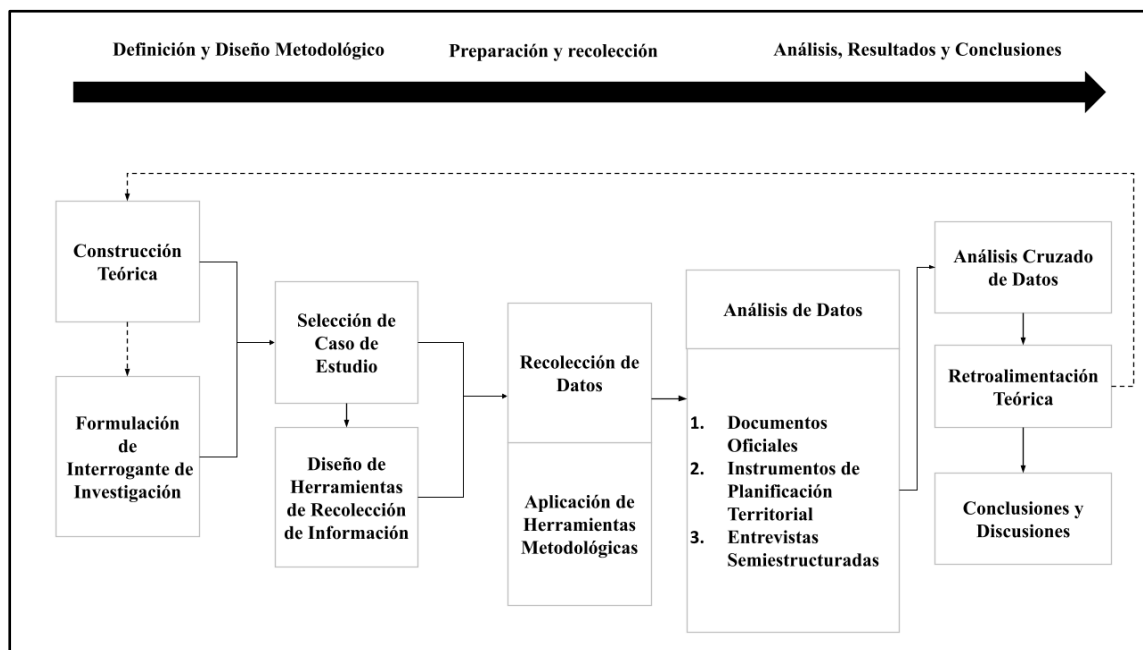 Definición y Diseño Metodológico
Preparación y recolección
Análisis, Resultados y Conclusiones
Construcción
Teórica
Formulación
de
Interrogante de
Investigación
Selección de
Caso de
Estudio
Diseño de
Herramientas
de Recolección
de Información
Recolección de
Datos
Aplicación de
Herramientas
Metodológicas
Análisis de Datos
1. Documentos
Oficiales
2. Instrumentos de
Planificación
Territorial
3. Entrevistas
Semiestructuradas
Análisis Cruzado
de Datos
Retroalimentación
Teórica
Conclusiones y
Discusiones